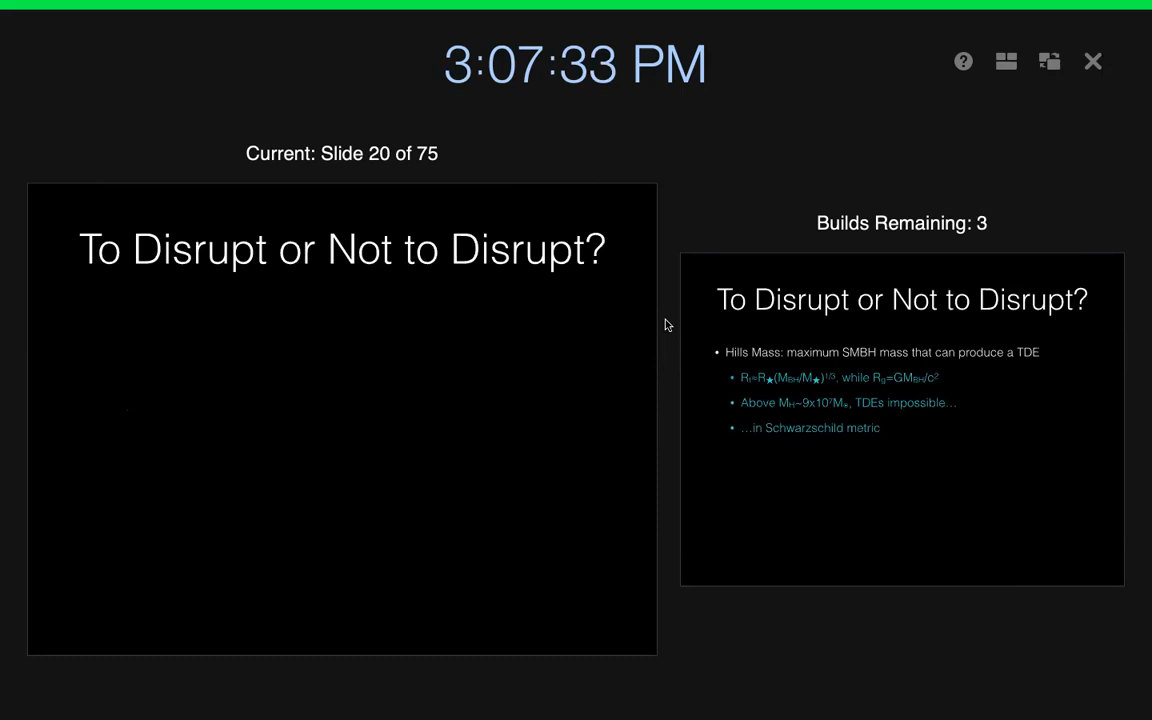 3:07:33 PM
Current: Slide 20 of 75
To Disrupt or Not to Disrupt?
Builds Remaining: 3
To Disrupt or Not to Disrupt?
• Hills Mass: maximum SMBH mass that can produce a TDE
• Rₜ=R★(MBH/M★)¹ᐟ³, while Rg=GMBH/c²
• Above MH~9x10⁷M★, TDEs impossible…
• …in Schwarzschild metric